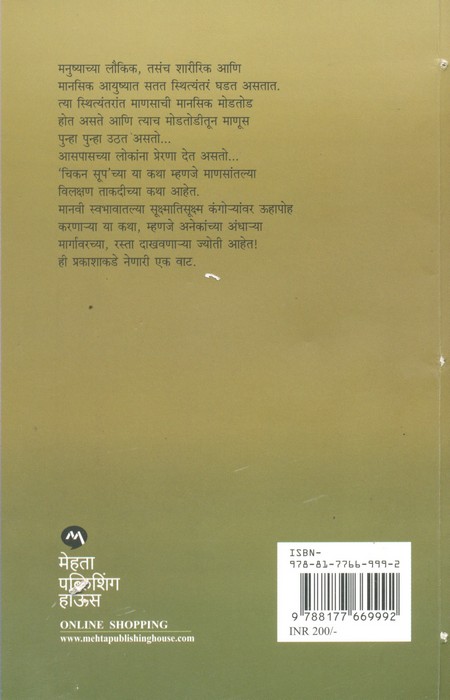 मनुष्याच्या लौकिक, तसंच शारीरिक आणि
मानसिक आयुष्यात सतत स्थित्यंतरं घडत असतात.
त्या स्थित्यंतरांत माणसाची मानसिक मोडतोड
होत असते आणि त्याच मोडतोडीतून माणूस
पुन्हा पुन्हा उठत असतो...
आसपासच्या लोकांना प्रेरणा देत असतो...
'चिकन सूप'च्या या कथा म्हणजे माणसांतल्या
विलक्षण ताकदीच्या कथा आहेत.
मानवी स्वभावातल्या सूक्ष्मातिसूक्ष्म कंगोऱ्यांवर ऊहापोह
करणाऱ्या या कथा, म्हणजे अनेकांच्या अंधाऱ्या
मार्गावरच्या, रस्ता दाखवणाऱ्या ज्योती आहेत!
ही प्रकाशाकडे नेणारी एक वाट.
मेहता
पब्लिशिंग
हाऊस
ONLINE SHOPPING
www.mehtapublishinghouse.com
ISBN-
978-81-7766-999-2
9 788177 669992
INR 200/-